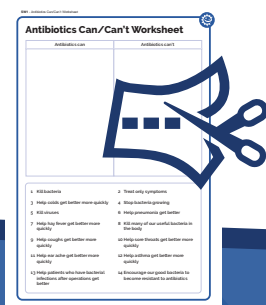 SW1 - Antibiotics Can/Can't Worksheet
Antibiotics Can/Can't Worksheet
Antibiotics can
Antibiotics can't
1 Kill bacteria
2 Treat only symptoms
3 Help colds get better more quickly
4 Stop bacteria growing
5 Kill viruses
6 Help pneumonia get better
7 Help hay fever get better more
quickly
8 Kill many of our useful bacteria in
the body
9 Help coughs get better more
quickly
10 Help sore throats get better more
quickly
11 Help ear ache get better more
quickly
12 Help asthma get better more
quickly
13 Help patients who have bacterial
infections after operations get
better
14 Encourage our good bacteria to
become resistant to antibiotics